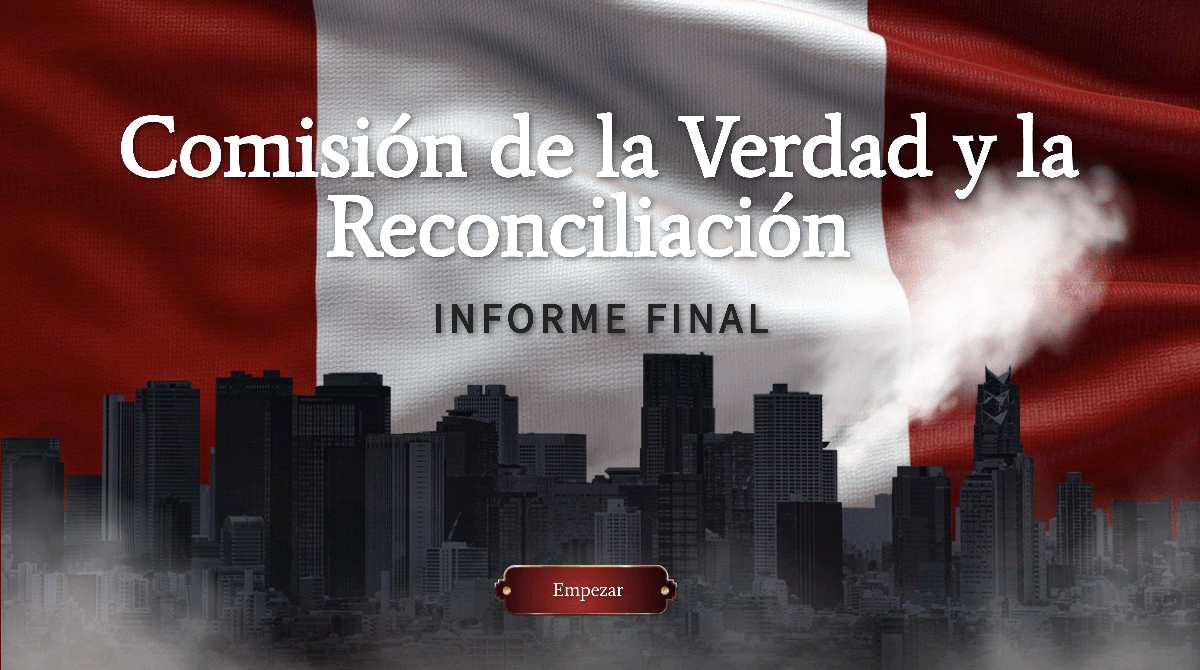 Comisión de la Verdad y la
Reconciliación
INFORME FINAL
Empezar